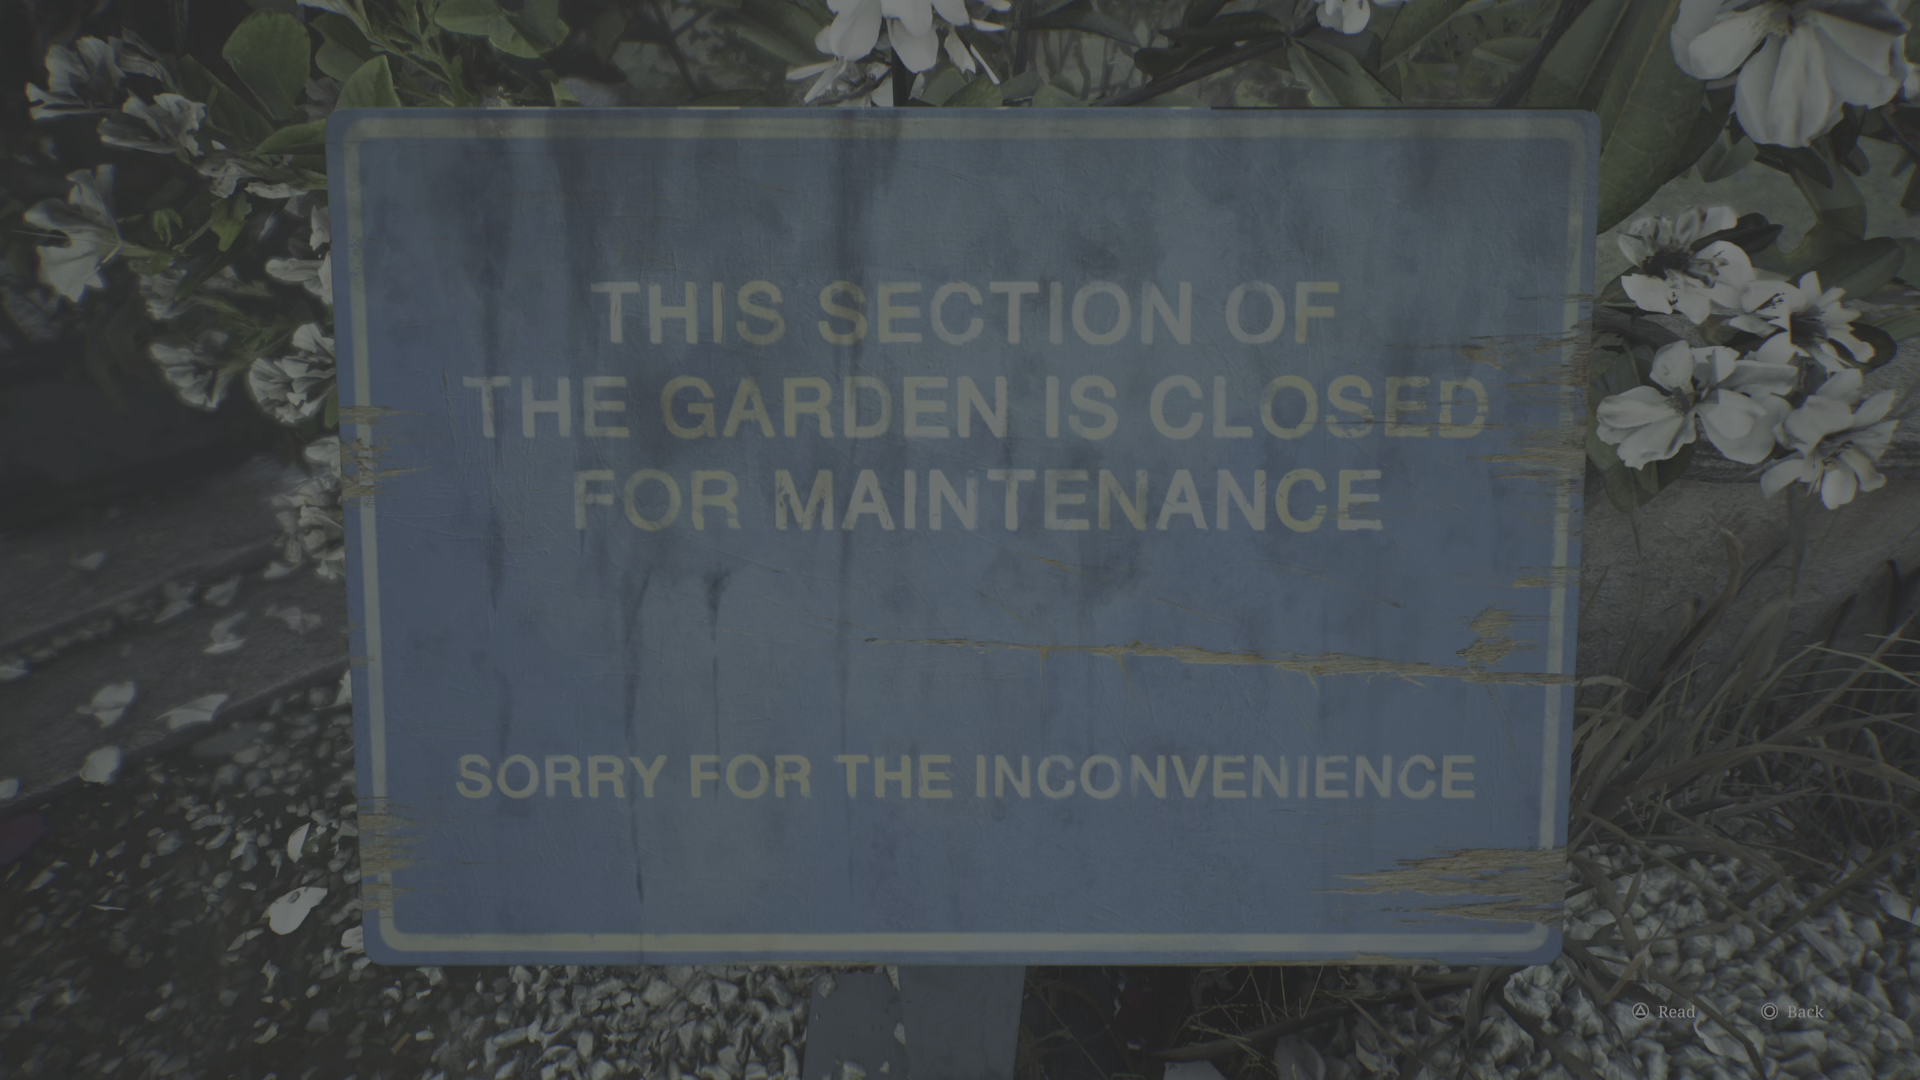 THIS SECTION OF
THE GARDEN IS CLOSED
FOR MAINTENANCE
SORRY FOR THE INCONVENIENCE
Read
Back